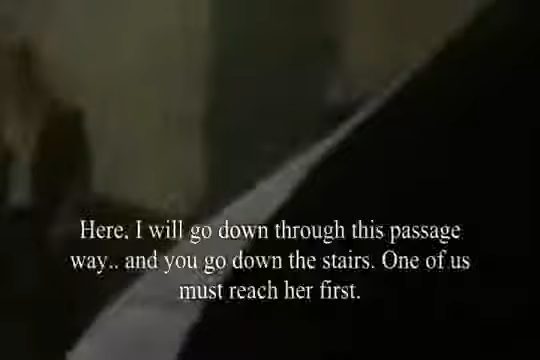 Here, I will go down through this passage
way.. and you go down the stairs. One of us
must reach her first.